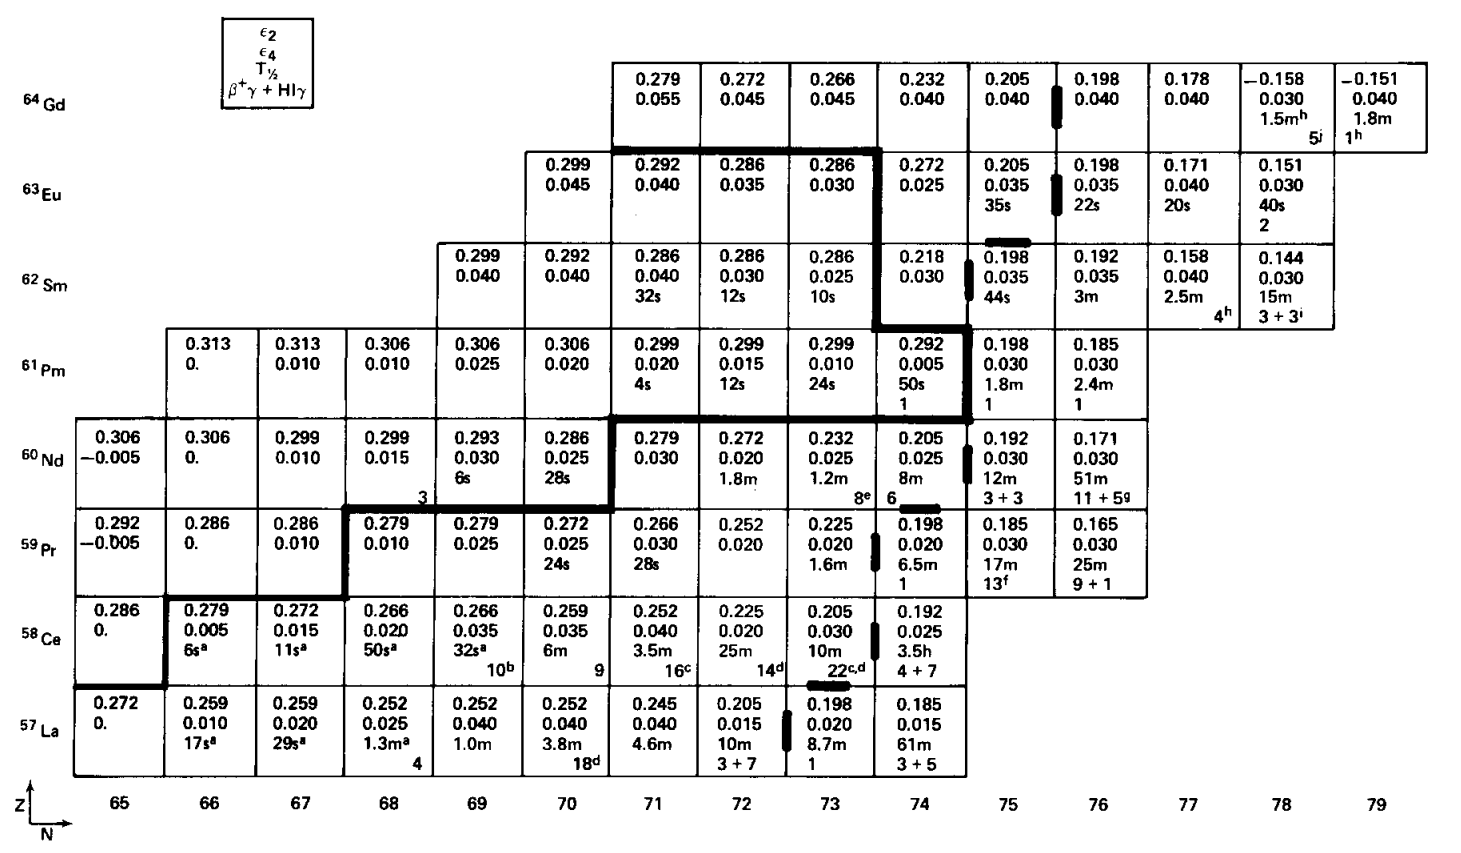 ϵ2
ϵ4
T½
β+γ + HIγ
64 Gd
0.279 0.272 0.266 0.232 0.205 0.198 0.178 −0.158 −0.151
0.055 0.045 0.045 0.040 0.040 0.040 0.040 0.030 0.040
1.5mʰ 1.8m
5ʲ 1ʰ
63 Eu
0.299 0.292 0.286 0.286 0.272 0.205 0.198 0.171 0.151
0.045 0.040 0.035 0.030 0.025 0.035 0.035 0.040 0.030
35s 22s 20s 40s
2
62 Sm
0.299 0.292 0.286 0.286 0.286 0.218 0.198 0.192 0.158 0.144
0.040 0.040 0.040 0.030 0.025 0.030 0.035 0.035 0.040 0.030
32s 12s 10s 44s 3m 2.5m 15m
4ʰ 3 + 3ⁱ
61 Pm
0.313 0.313 0.306 0.306 0.306 0.299 0.299 0.299 0.292 0.198 0.185
0. 0.010 0.010 0.025 0.020 0.020 0.015 0.010 0.005 0.030 0.030
4s 12s 24s 50s 1.8m 2.4m
1 1 1
60 Nd
0.306 0.306 0.299 0.299 0.293 0.286 0.279 0.272 0.232 0.205 0.192 0.171
−0.005 0. 0.010 0.015 0.030 0.025 0.030 0.020 0.025 0.025 0.030 0.030
6s 28s 1.8m 1.2m 8m 12m 51m
3 8ᵉ 6 3 + 3 11 + 5ᵍ
59 Pr
0.292 0.286 0.286 0.279 0.279 0.272 0.266 0.252 0.225 0.198 0.185 0.165
−0.005 0. 0.010 0.010 0.025 0.025 0.030 0.020 0.020 0.020 0.030 0.030
24s 28s 1.6m 6.5m 17m 25m
1 13ᶠ 9 + 1
58 Ce
0.286 0.279 0.272 0.266 0.266 0.259 0.252 0.225 0.205 0.192
0. 0.005 0.015 0.020 0.035 0.035 0.040 0.020 0.030 0.025
6sᵃ 11sᵃ 50sᵃ 32sᵃ 6m 3.5m 25m 10m 3.5h
10ᵇ 9 16ᶜ 14ᵈ 22ᶜ,ᵈ 4 + 7
57 La
0.272 0.259 0.259 0.252 0.252 0.252 0.245 0.205 0.198 0.185
0. 0.010 0.020 0.025 0.040 0.040 0.040 0.015 0.020 0.015
17sᵃ 29sᵃ 1.3mᵃ 1.0m 3.8m 4.6m 10m 8.7m 61m
4 18ᵈ 3 + 7 1 3 + 5
Z
N
65 66 67 68 69 70 71 72 73 74 75 76 77 78 79